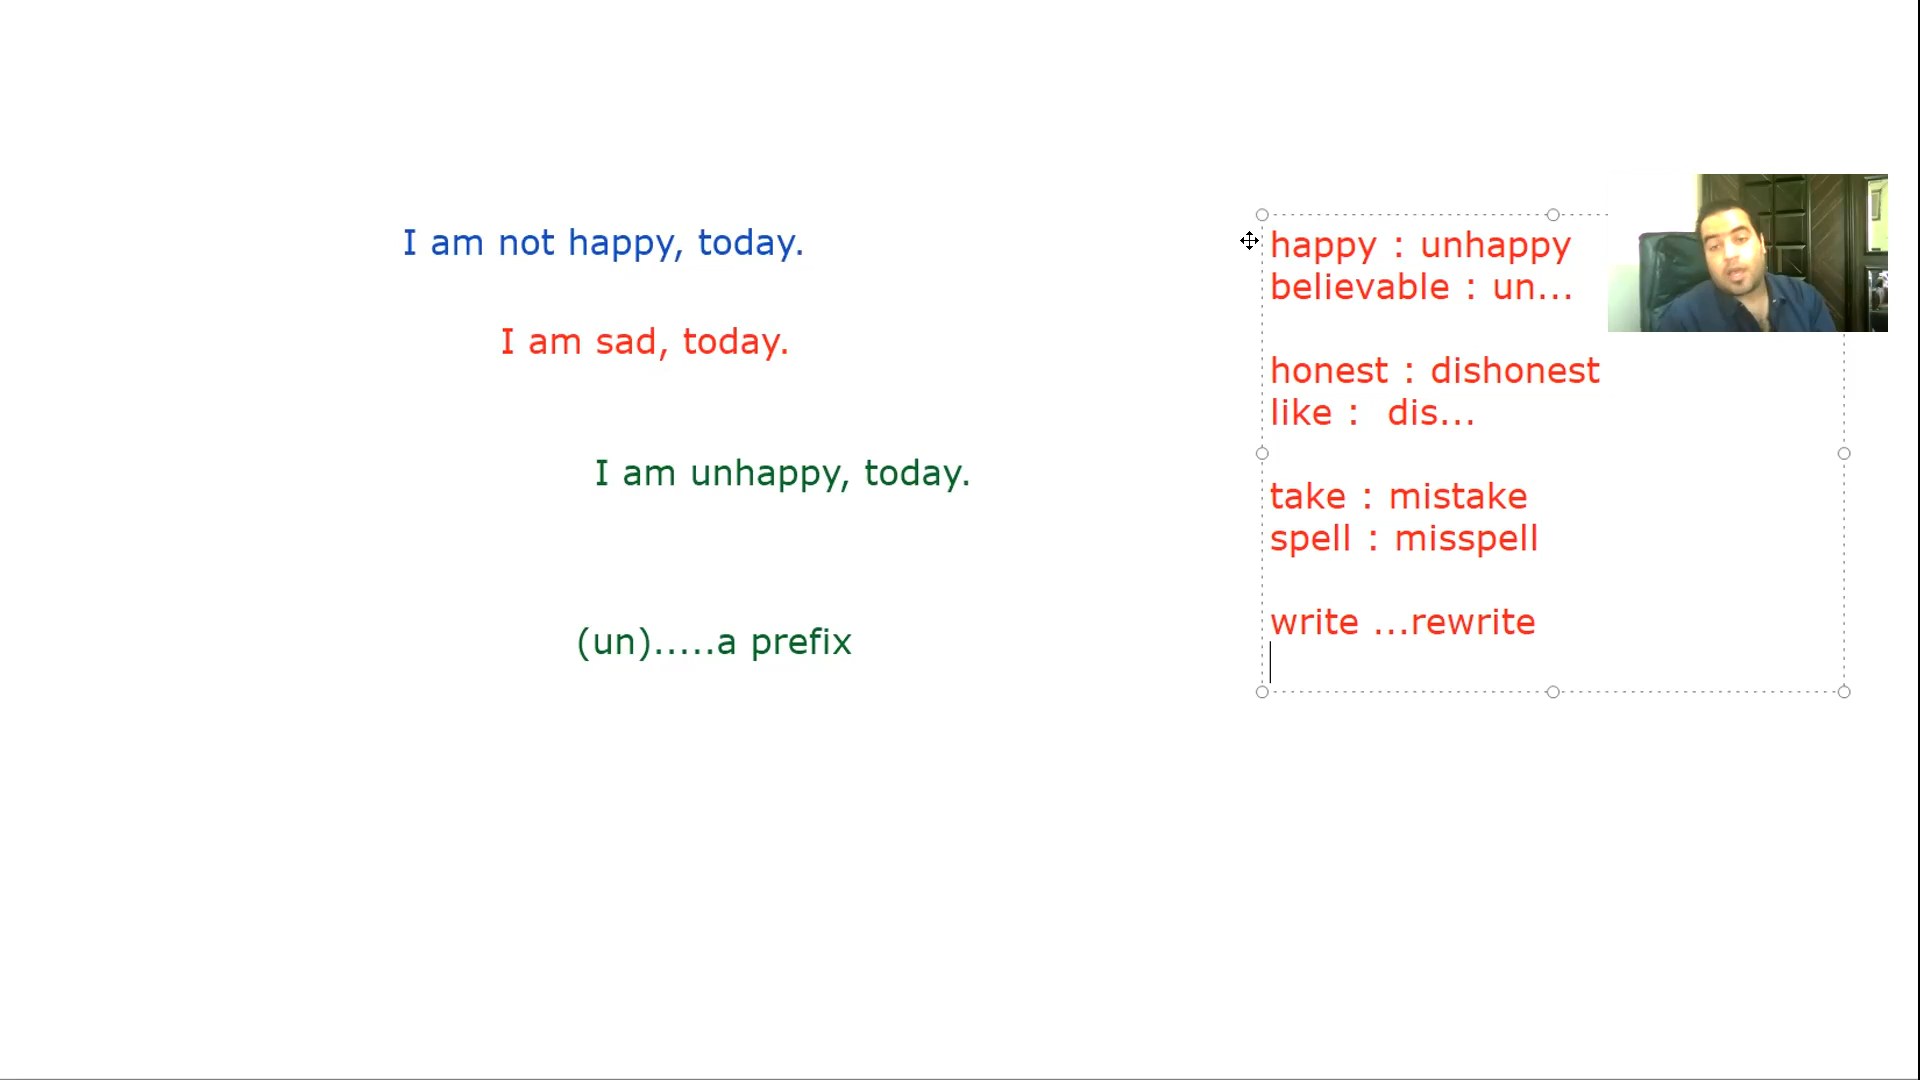 I am not happy, today.
I am sad, today.
I am unhappy, today.
(un).....a prefix
happy : unhappy
believable : un...
honest : dishonest
like :  dis...
take : mistake
spell : misspell
write ...rewrite